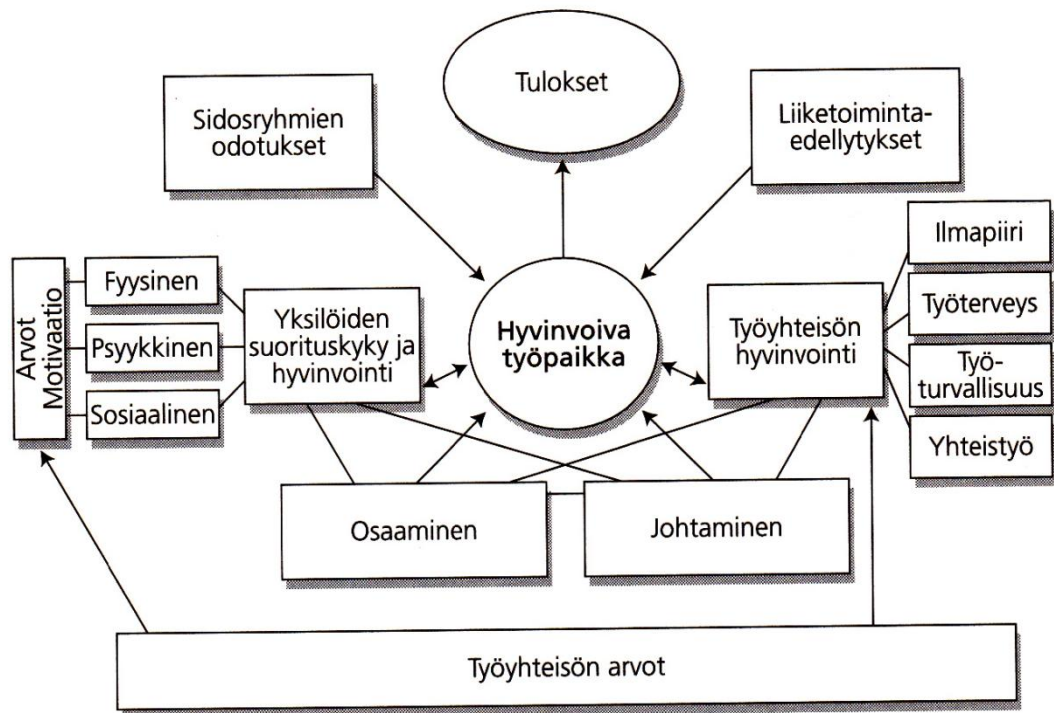 Tulokset
Sidosryhmien
odotukset
Liiketoiminta-
edellytykset
Arvot
Motivaatio
Fyysinen
Psyykkinen
Sosiaalinen
Yksilöiden
suorituskyky ja
hyvinvointi
Hyvinvoiva
työpaikka
Työyhteisön
hyvinvointi
Ilmapiiri
Työterveys
Työ-
turvallisuus
Yhteistyö
Osaaminen
Johtaminen
Työyhteisön arvot